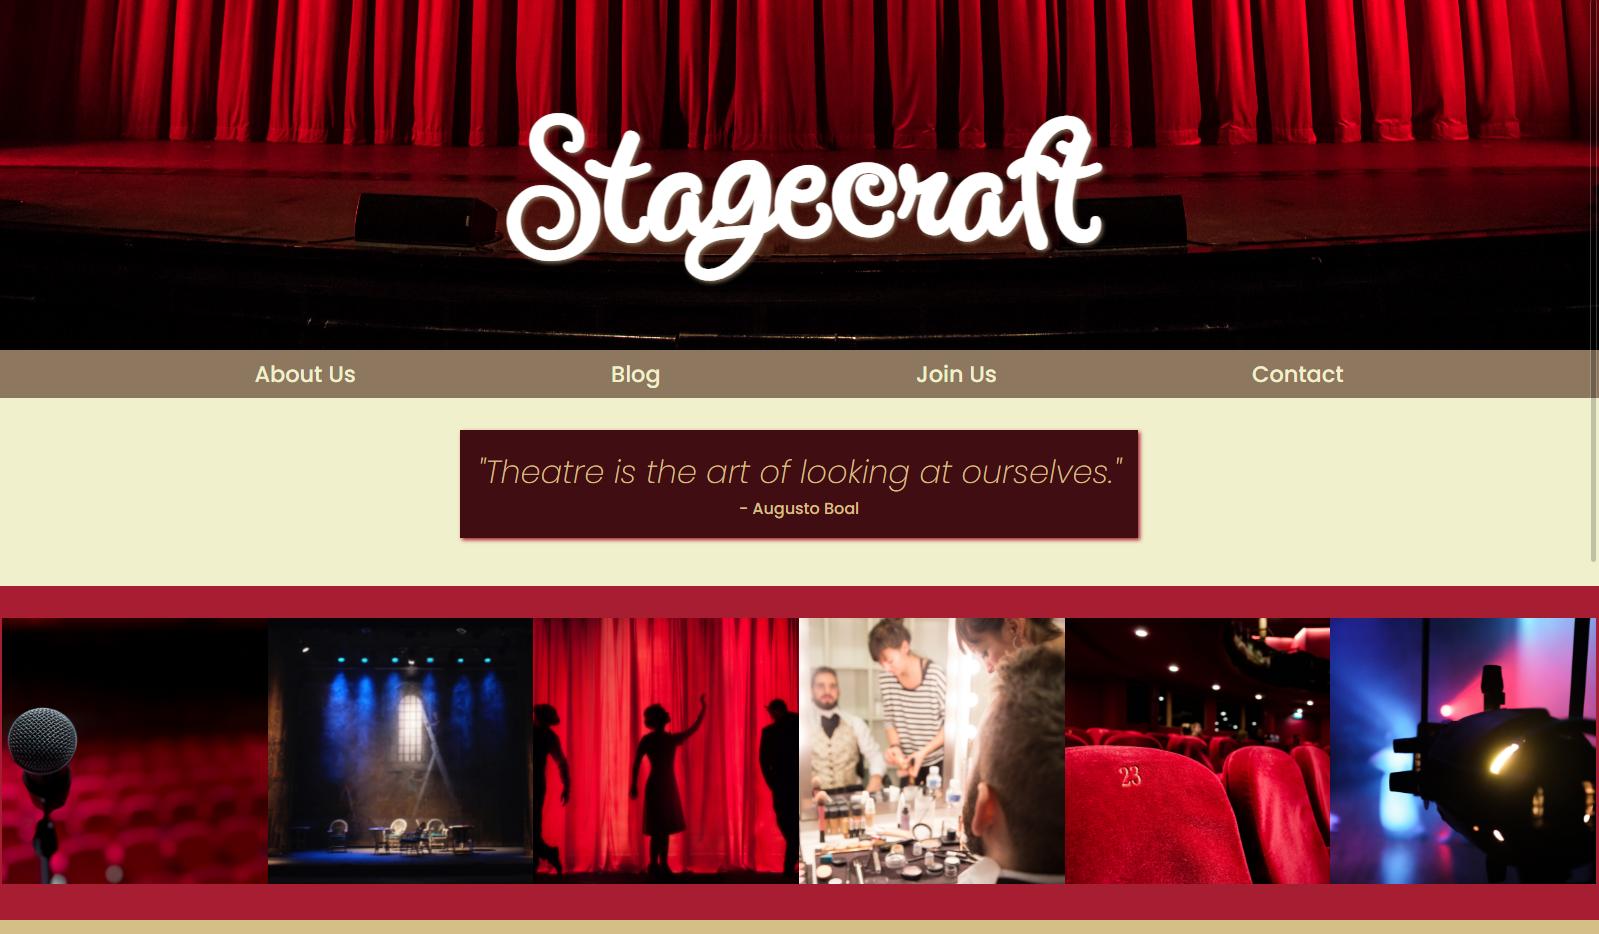 Stagecraft
About Us Blog Join Us Contact
"Theatre is the art of looking at ourselves."
- Augusto Boal
23